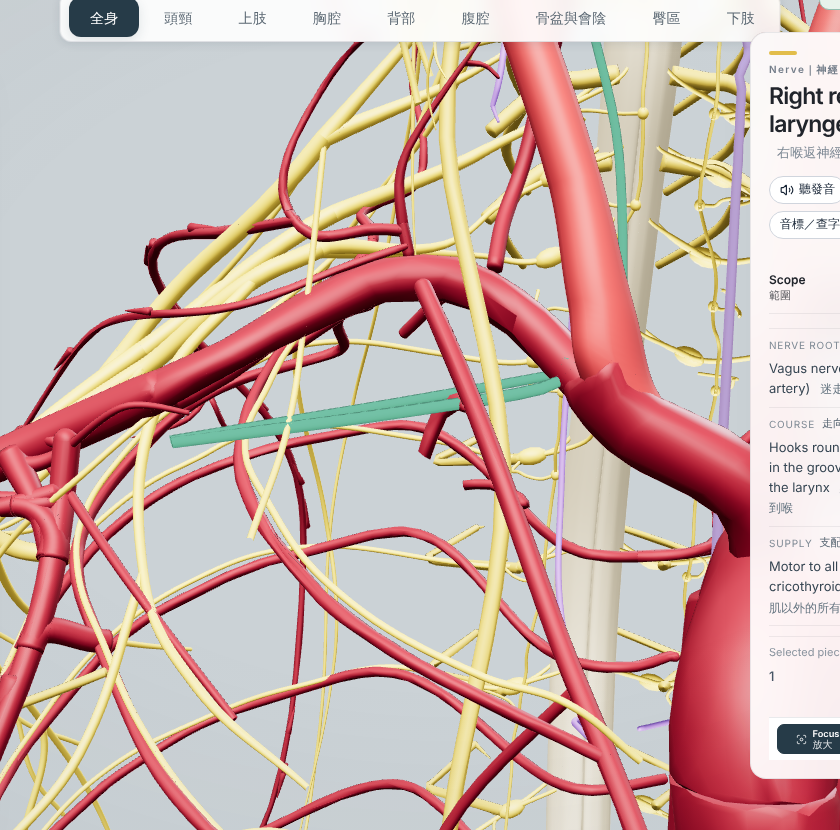 全身 頭頸 上肢 胸腔 背部 腹腔 骨盆與會陰 臀區 下肢
Nerve | 神經
Right re
larynge
右喉返神經
聽發音
音標／查字
Scope
範圍
NERVE ROOT
Vagus nerve
artery) 迷走
COURSE 走向
Hooks roun
in the groov
the larynx
到喉
SUPPLY 支配
Motor to all
cricothyroid
肌以外的所有
Selected piec
1
Focus
放大